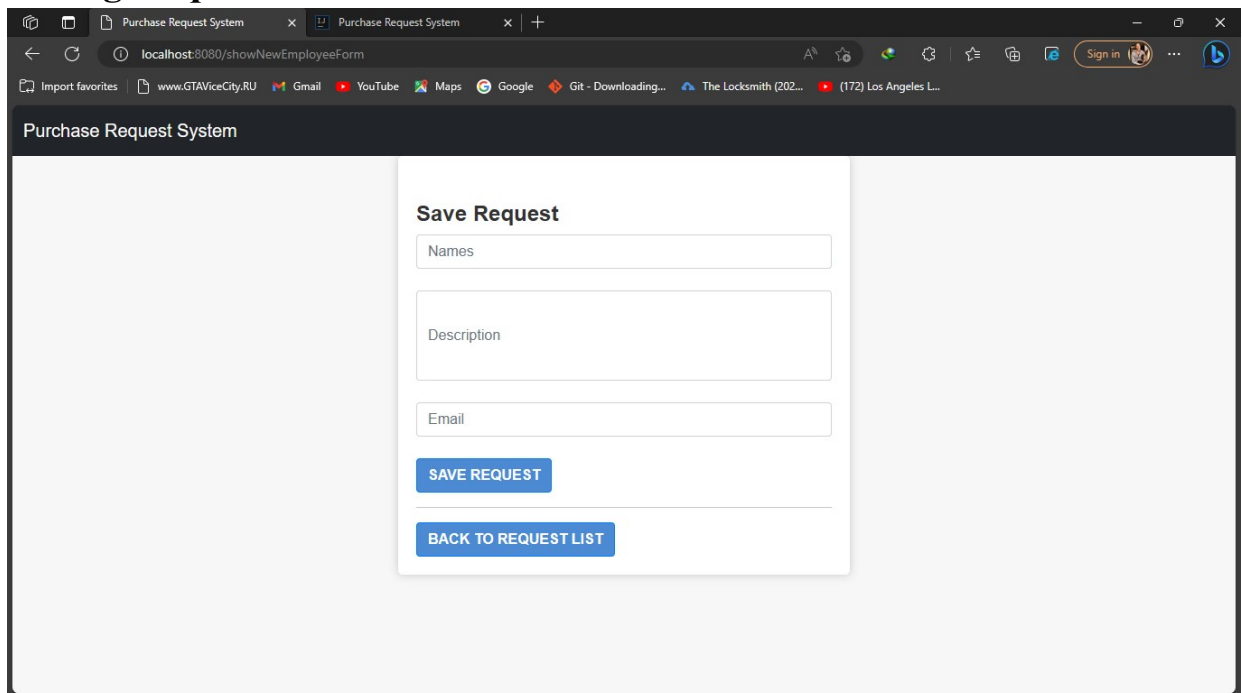 Purchase Request System
Purchase Request System
localhost:8080/showNewEmployeeForm
Sign in
Import favorites
www.GTAViceCity.RU
Gmail
YouTube
Maps
Google
Git - Downloading...
The Locksmith (202...
(172) Los Angeles L...
Purchase Request System
Save Request
Names
Description
Email
SAVE REQUEST
BACK TO REQUEST LIST